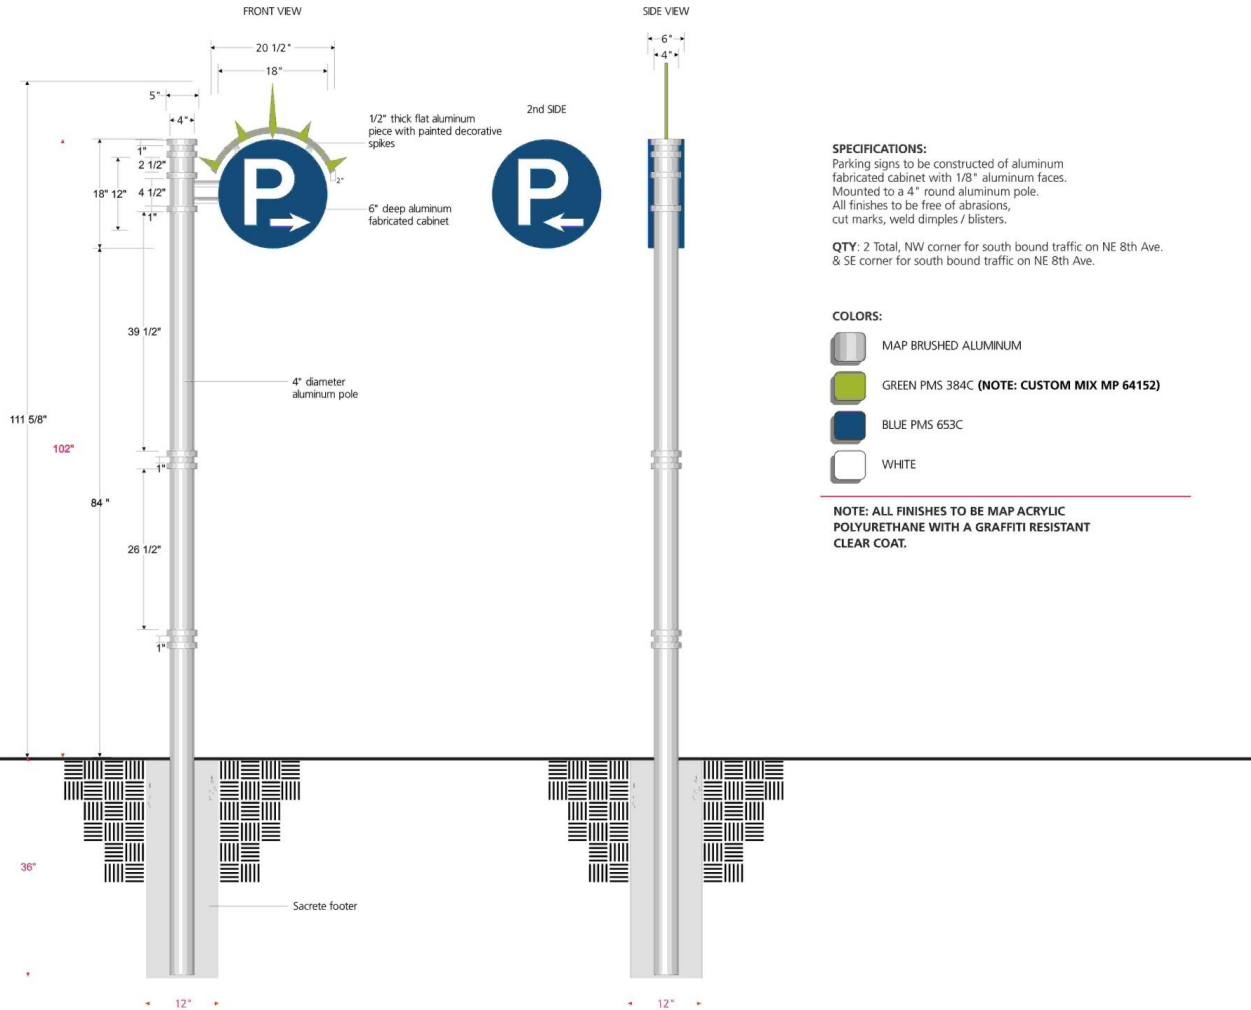 FRONT VIEW
SIDE VIEW
20 1/2"
18"
6"
4"
5"
4"
1/2" thick flat aluminum
piece with painted decorative
spikes
2nd SIDE
1"
2 1/2"
18" 12"
4 1/2"
1"
2"
P
P
6" deep aluminum
fabricated cabinet
39 1/2"
4" diameter
aluminum pole
111 5/8"
102"
1"
84 "
26 1/2"
1"
36"
Sacrete footer
12"
12"
SPECIFICATIONS:
Parking signs to be constructed of aluminum
fabricated cabinet with 1/8" aluminum faces.
Mounted to a 4" round aluminum pole.
All finishes to be free of abrasions,
cut marks, weld dimples / blisters.
QTY: 2 Total, NW corner for south bound traffic on NE 8th Ave.
& SE corner for south bound traffic on NE 8th Ave.
COLORS:
MAP BRUSHED ALUMINUM
GREEN PMS 384C (NOTE: CUSTOM MIX MP 64152)
BLUE PMS 653C
WHITE
NOTE: ALL FINISHES TO BE MAP ACRYLIC
POLYURETHANE WITH A GRAFFITI RESISTANT
CLEAR COAT.